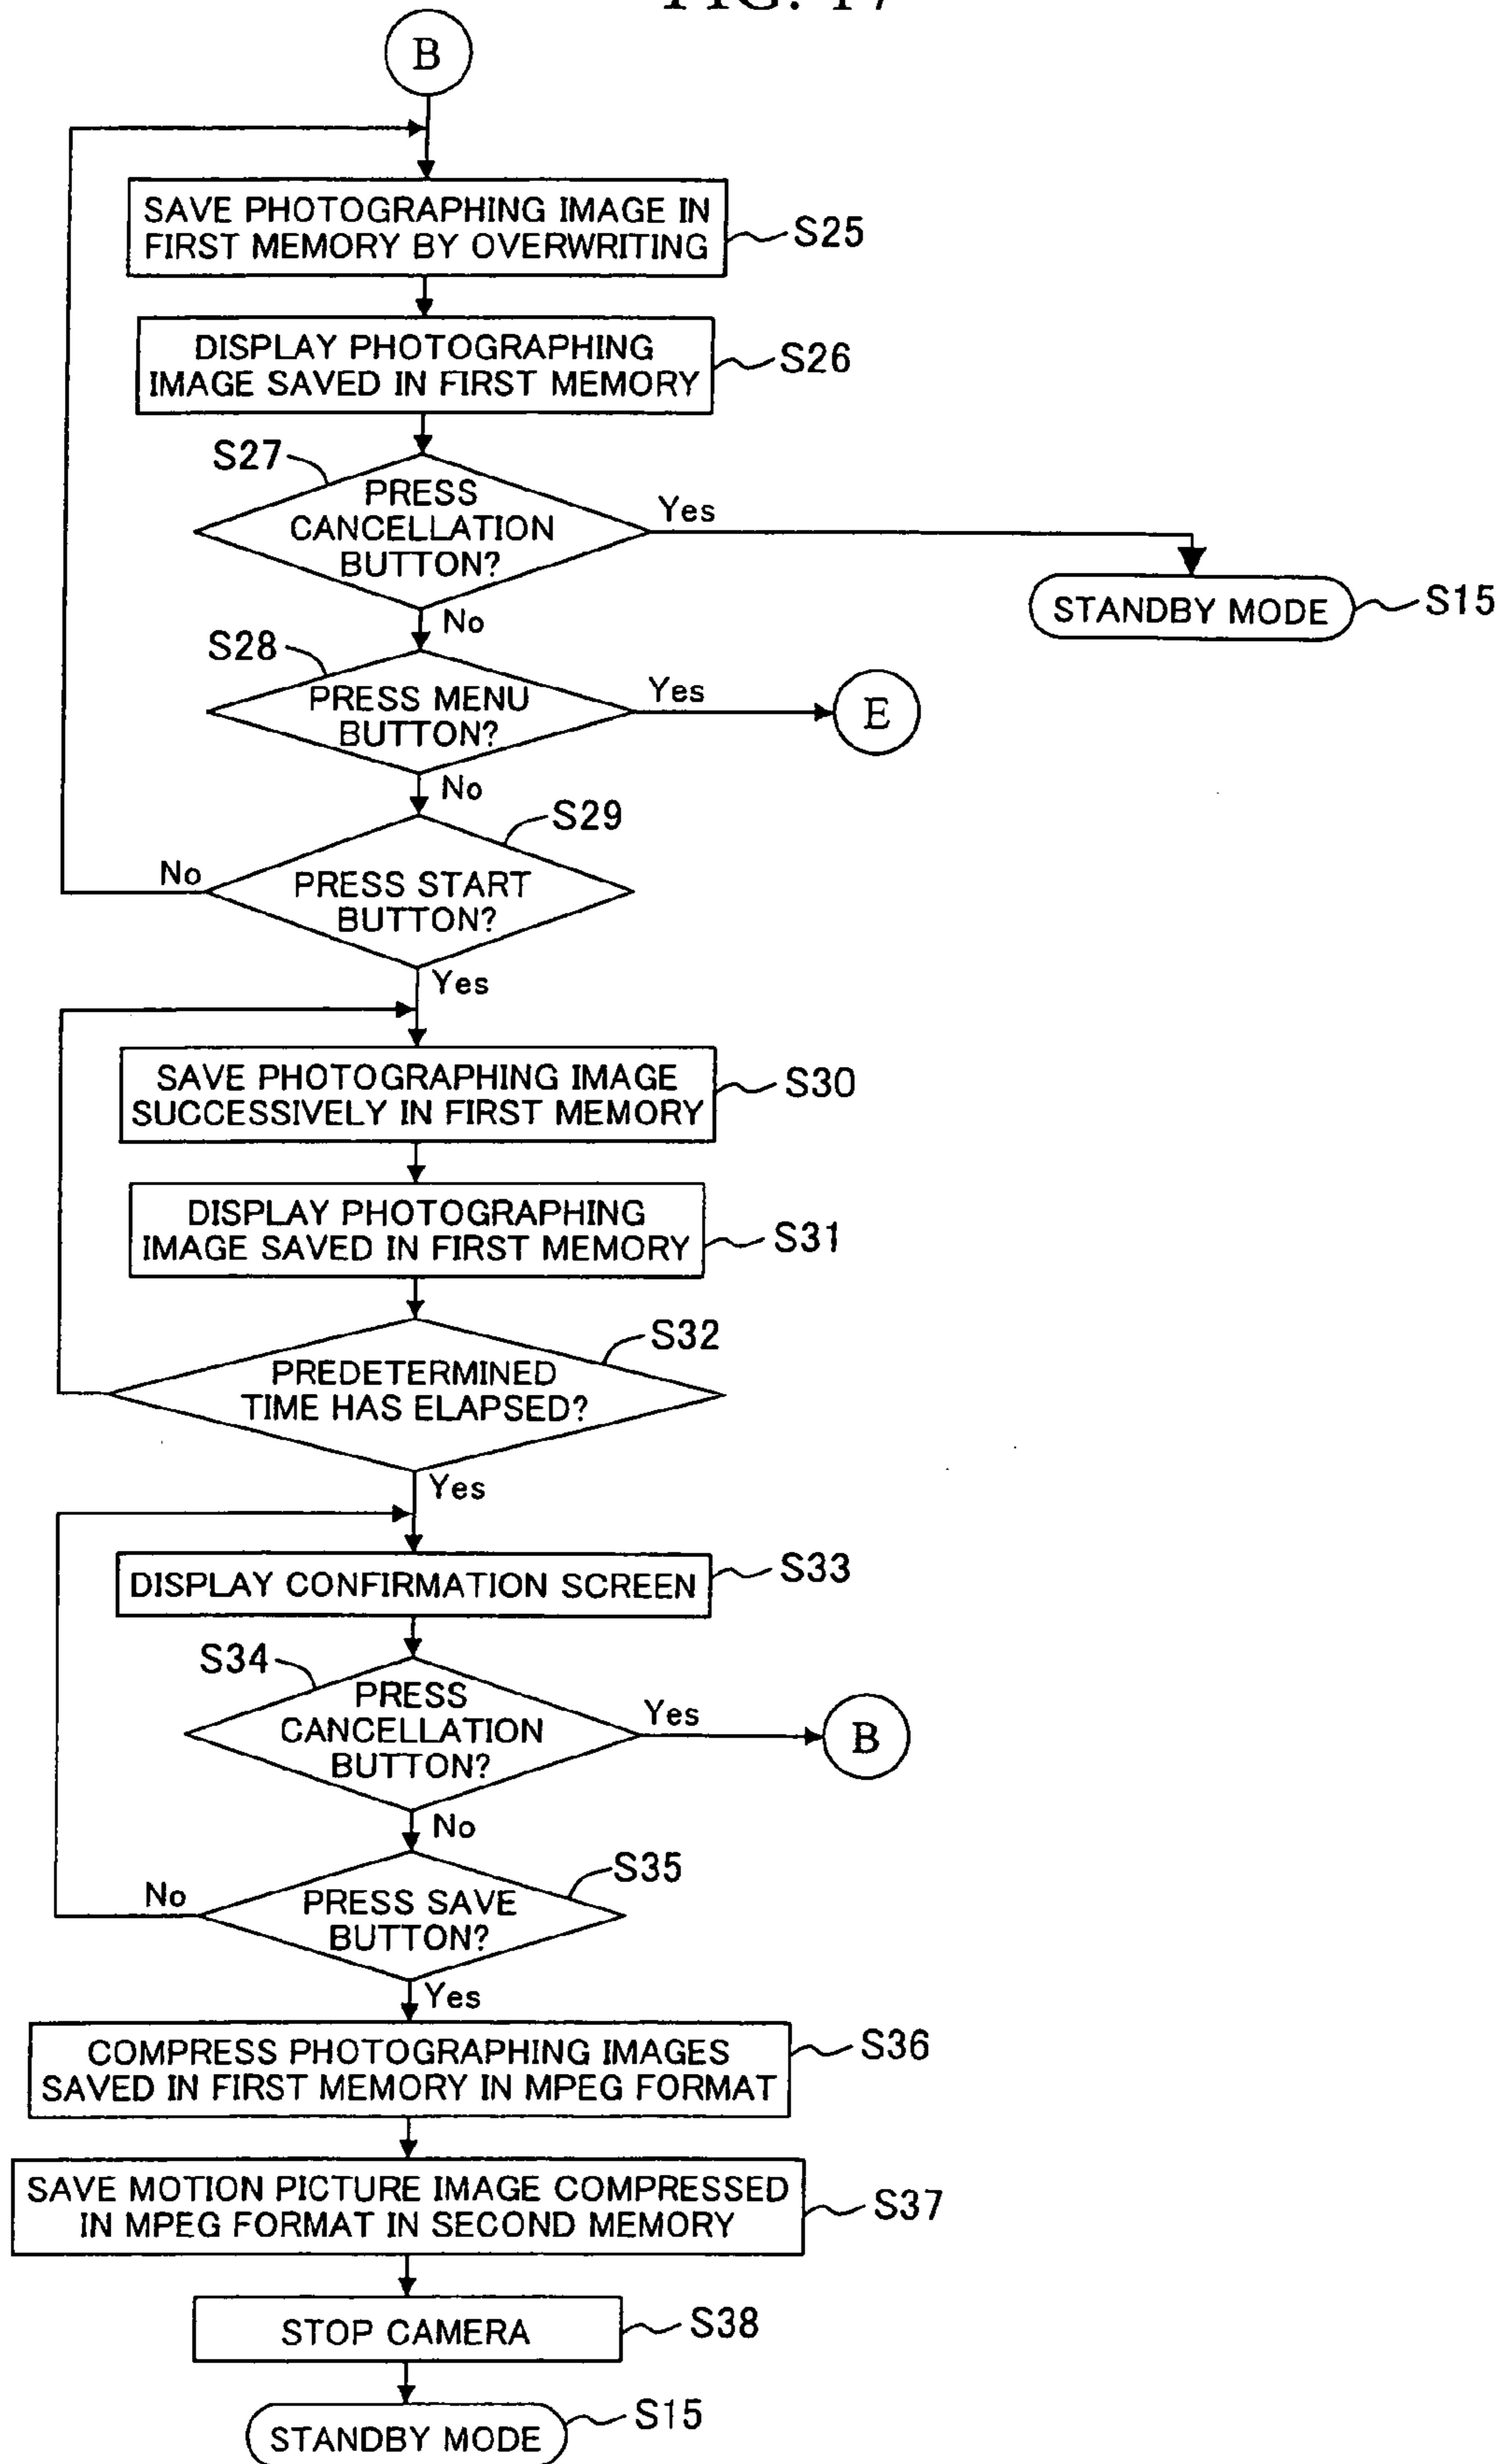 FIG. 17
B
SAVE PHOTOGRAPHING IMAGE IN
FIRST MEMORY BY OVERWRITING
S25
DISPLAY PHOTOGRAPHING
IMAGE SAVED IN FIRST MEMORY
S26
S27
PRESS
CANCELLATION
BUTTON?
Yes
STANDBY MODE
S15
No
S28
PRESS MENU
BUTTON?
Yes
E
No
S29
No
PRESS START
BUTTON?
Yes
SAVE PHOTOGRAPHING IMAGE
SUCCESSIVELY IN FIRST MEMORY
S30
DISPLAY PHOTOGRAPHING
IMAGE SAVED IN FIRST MEMORY
S31
S32
PREDETERMINED
TIME HAS ELAPSED?
Yes
DISPLAY CONFIRMATION SCREEN
S33
S34
PRESS
CANCELLATION
BUTTON?
Yes
B
No
S35
No
PRESS SAVE
BUTTON?
Yes
COMPRESS PHOTOGRAPHING IMAGES
SAVED IN FIRST MEMORY IN MPEG FORMAT
S36
SAVE MOTION PICTURE IMAGE COMPRESSED
IN MPEG FORMAT IN SECOND MEMORY
S37
STOP CAMERA
S38
STANDBY MODE
S15